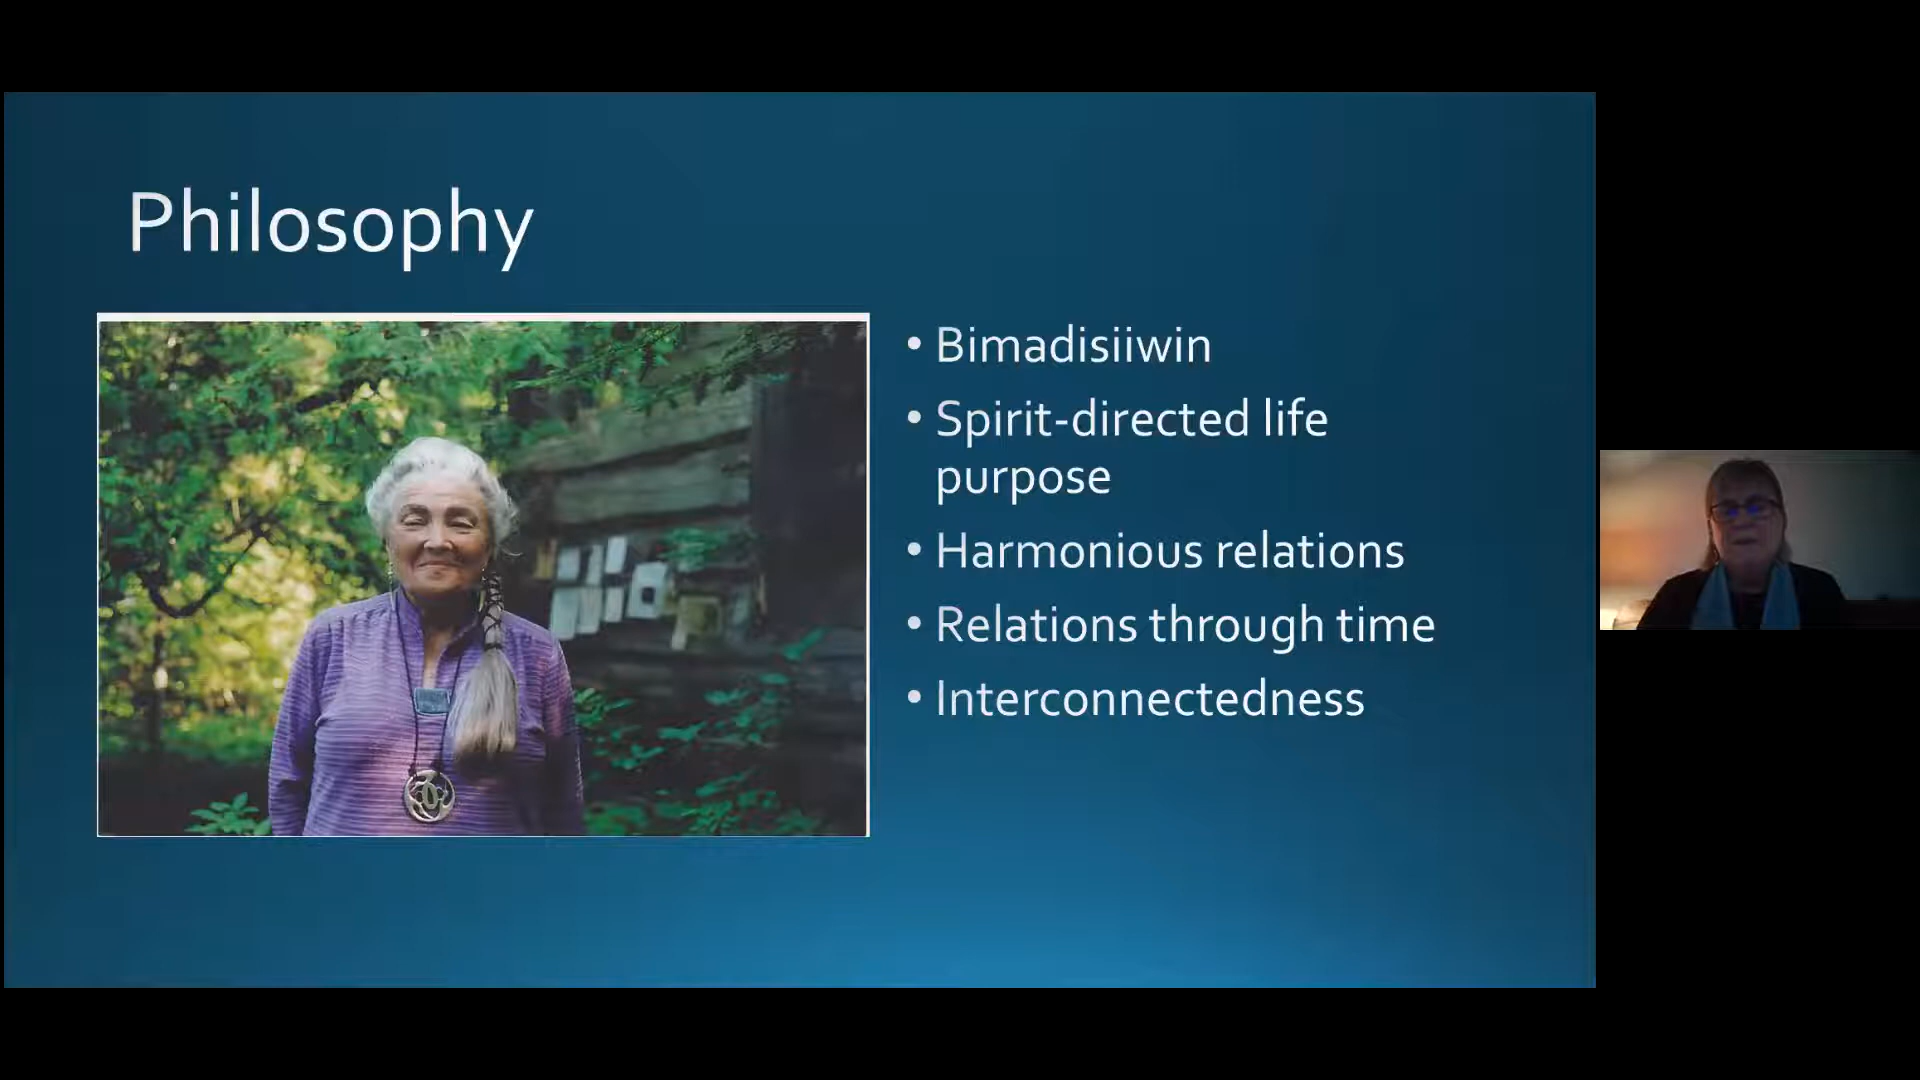 Philosophy
• Bimadisiiwin
• Spirit-directed life
purpose
• Harmonious relations
• Relations through time
• Interconnectedness